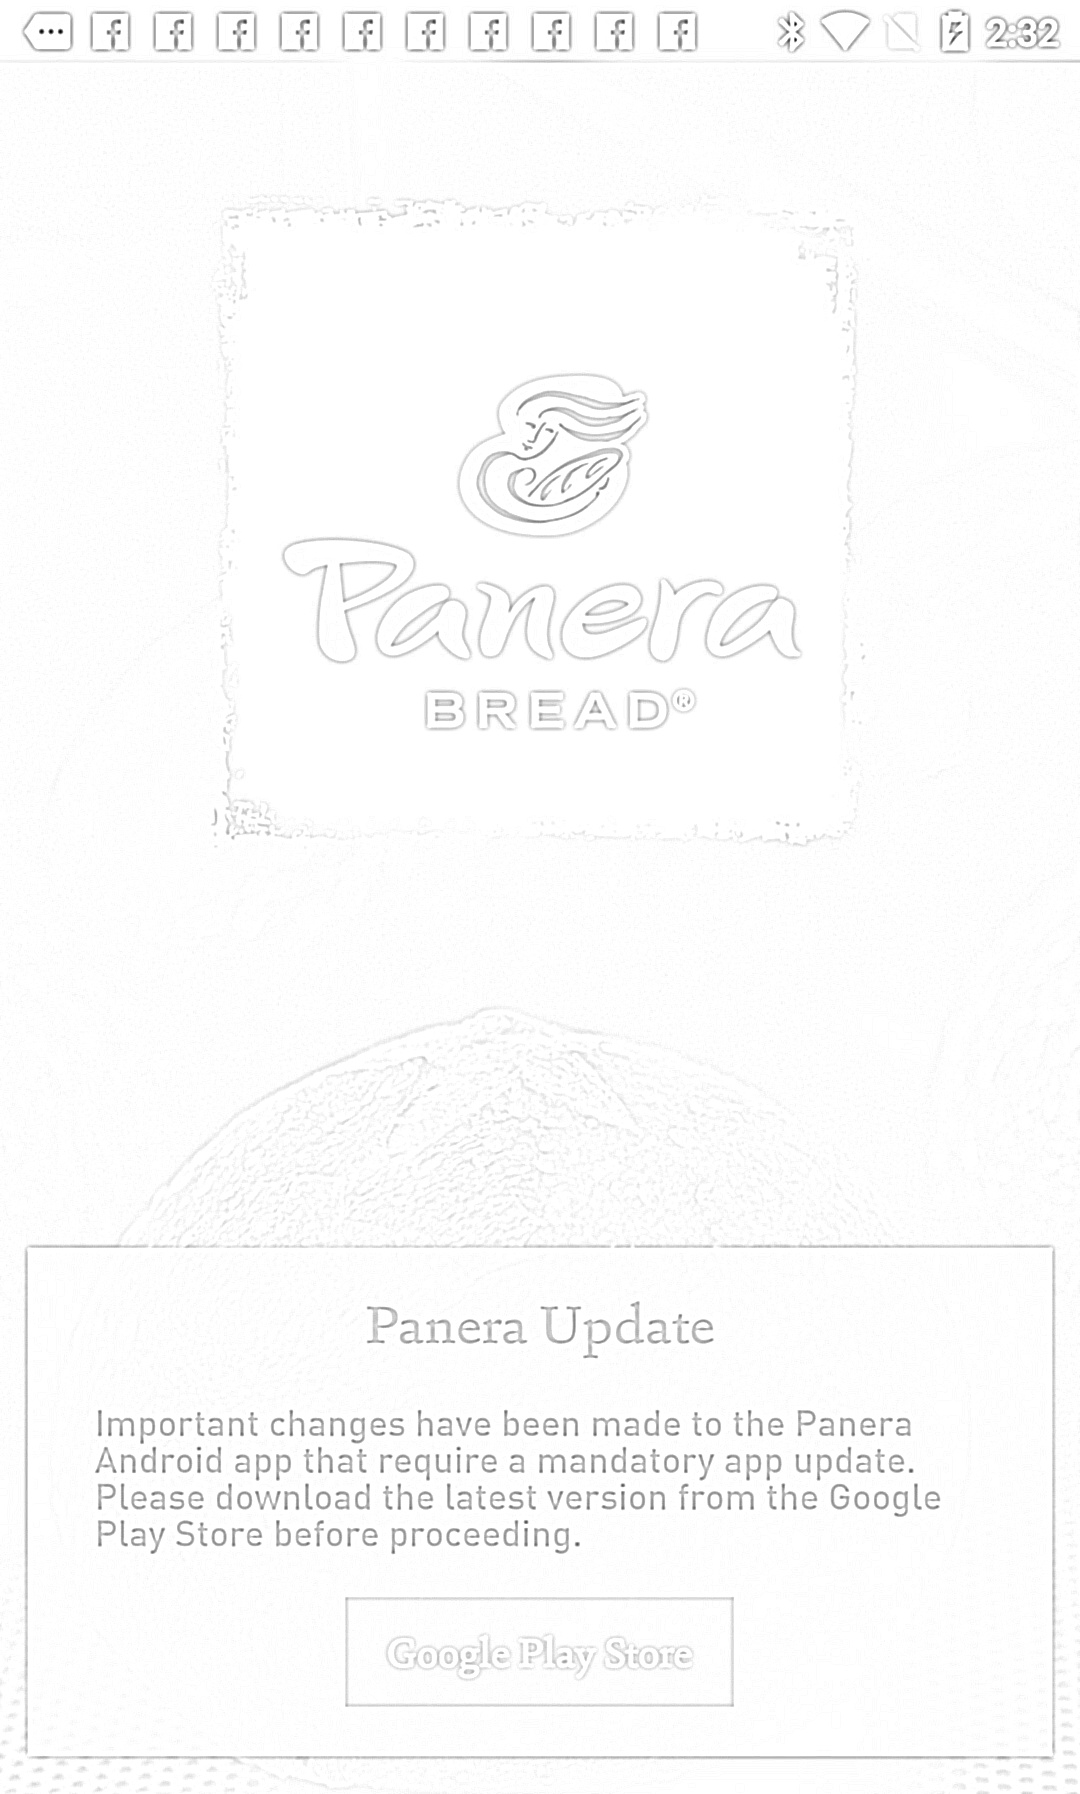 2:32
Panera
BREAD®
Panera Update
Important changes have been made to the Panera
Android app that require a mandatory app update.
Please download the latest version from the Google
Play Store before proceeding.
Google Play Store